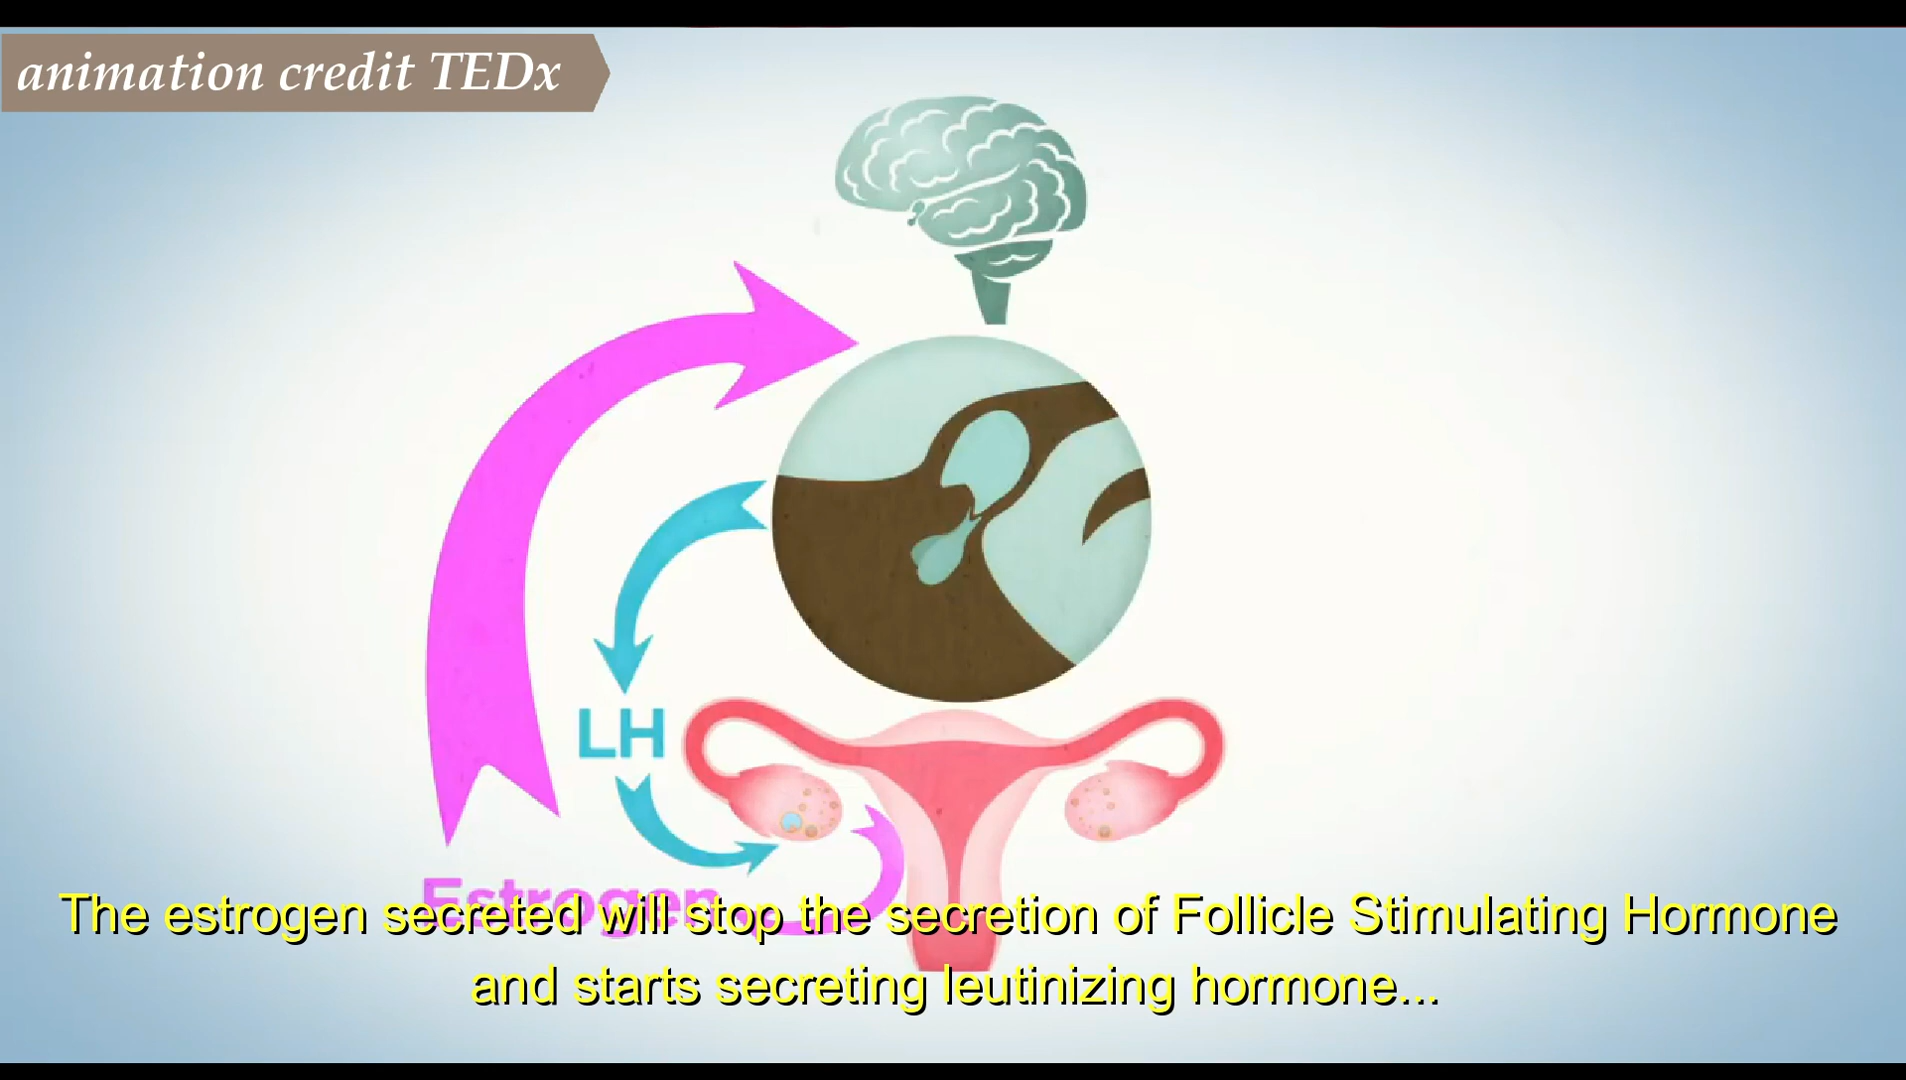 animation credit TEDx
LH
Estrogen
The estrogen secreted will stop the secretion of Follicle Stimulating Hormone
and starts secreting leutinizing hormone...